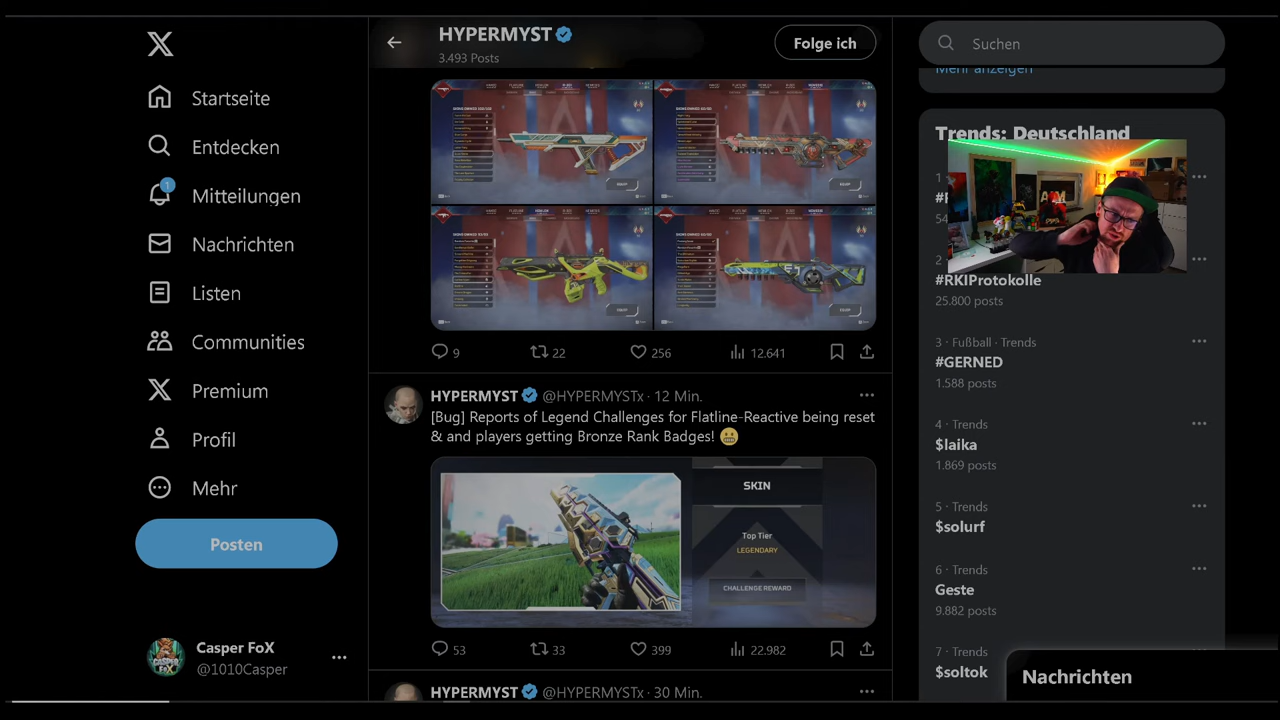 HYPERMYST
3.493 Posts
Folge ich
Suchen
Mehr anzeigen
Startseite
Entdecken
1
Mitteilungen
Nachrichten
Listen
Communities
Premium
Profil
Mehr
Posten
Casper FoX
@1010Casper
9
22
256
12.641
HYPERMYST @HYPERMYSTx · 12 Min.
[Bug] Reports of Legend Challenges for Flatline-Reactive being reset
& and players getting Bronze Rank Badges!
SKIN
Top Tier
LEGENDARY
CHALLENGE REWARD
53
33
399
22.982
HYPERMYST @HYPERMYSTx · 30 Min.
Trends: Deutschland
1
54
2
#RKIProtokolle
25.800 posts
3 · Fußball · Trends
#GERNED
1.588 posts
4 · Trends
$laika
1.869 posts
5 · Trends
$solurf
6 · Trends
Geste
9.882 posts
7 · Trends
$soltok
Nachrichten